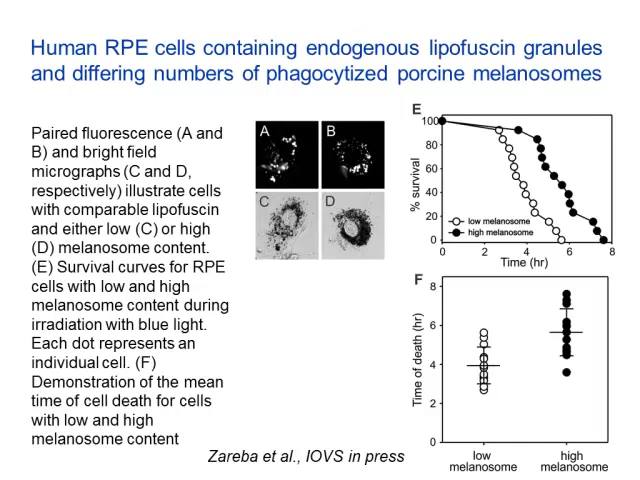 Human RPE cells containing endogenous lipofuscin granules
and differing numbers of phagocytized porcine melanosomes
Paired fluorescence (A and
B) and bright field
micrographs (C and D,
respectively) illustrate cells
with comparable lipofuscin
and either low (C) or high
(D) melanosome content.
(E) Survival curves for RPE
cells with low and high
melanosome content during
irradiation with blue light.
Each dot represents an
individual cell. (F)
Demonstration of the mean
time of cell death for cells
with low and high
melanosome content
A B
C D
E
% survival
100
80
60
40
20
0
low melanosome
high melanosome
0 2 4 6 8
Time (hr)
F
Time of death (hr)
8
6
4
2
0
low melanosome
high melanosome
Zareba et al., IOVS in press